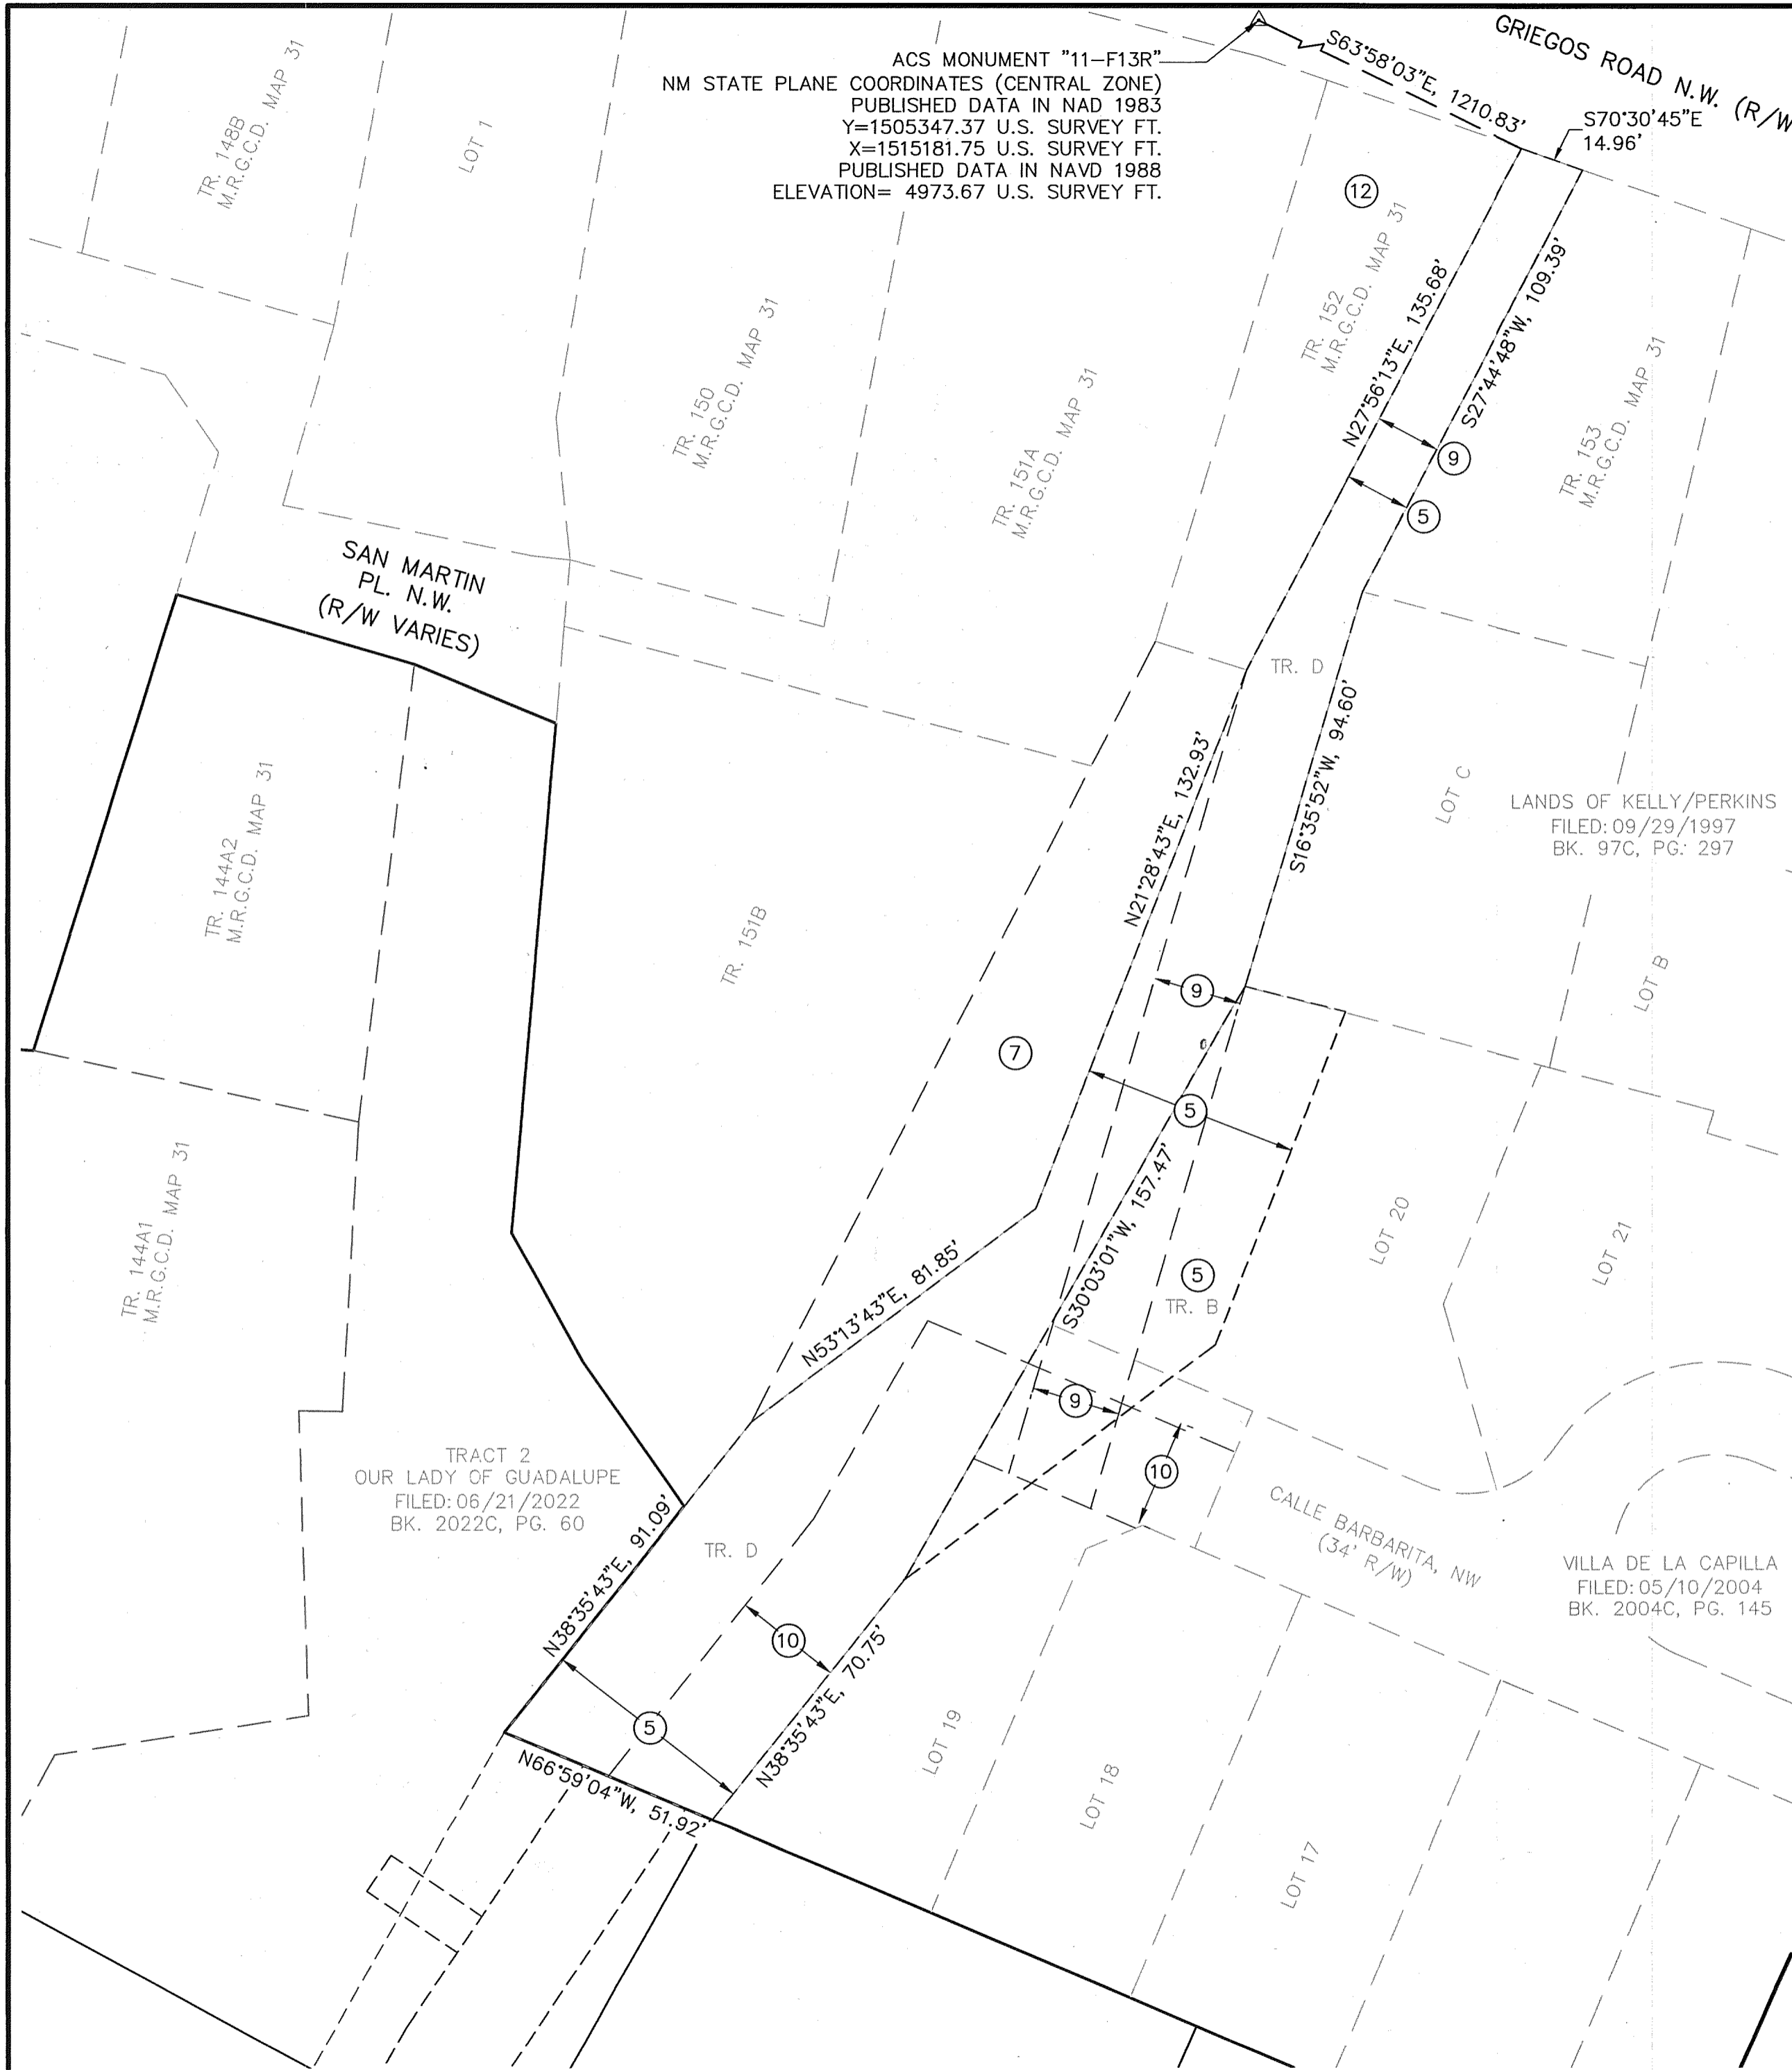 ACS MONUMENT "11-F13R"
NM STATE PLANE COORDINATES (CENTRAL ZONE)
PUBLISHED DATA IN NAD 1983
Y=1505347.37 U.S. SURVEY FT.
X=1515181.75 U.S. SURVEY FT.
PUBLISHED DATA IN NAVD 1988
ELEVATION= 4973.67 U.S. SURVEY FT.
S63°58'03"E, 1210.83'
GRIEGOS ROAD N.W. (R/W
S70°30'45"E
14.96'
TR. 148B
M.R.G.C.D. MAP 31
LOT 1
TR. 150
M.R.G.C.D. MAP 31
TR. 151A
M.R.G.C.D. MAP 31
12
TR. 152
M.R.G.C.D. MAP 31
N27°56'13"E, 135.68'
S27°44'48"W, 109.39'
9
5
TR. 153
M.R.G.C.D. MAP 31
SAN MARTIN
PL. N.W.
(R/W VARIES)
TR. D
TR. 144A2
M.R.G.C.D. MAP 31
TR. 151B
N21°28'43"E, 132.93'
S16°35'52"W, 94.60'
LOT C
LANDS OF KELLY/PERKINS
FILED: 09/29/1997
BK. 97C, PG: 297
LOT B
9
7
5
TR. 144A1
M.R.G.C.D. MAP 31
N53°13'43"E, 81.85'
S30°03'01"W, 157.47'
5
TR. B
LOT 20
LOT 21
9
10
TRACT 2
OUR LADY OF GUADALUPE
FILED: 06/21/2022
BK. 2022C, PG. 60
N38°35'43"E, 91.09'
TR. D
CALLE BARBARITA, NW
(34' R/W)
VILLA DE LA CAPILLA
FILED: 05/10/2004
BK. 2004C, PG. 145
10
5
N38°35'43"E, 70.75'
N66°59'04"W, 51.92'
LOT 19
LOT 18
LOT 17